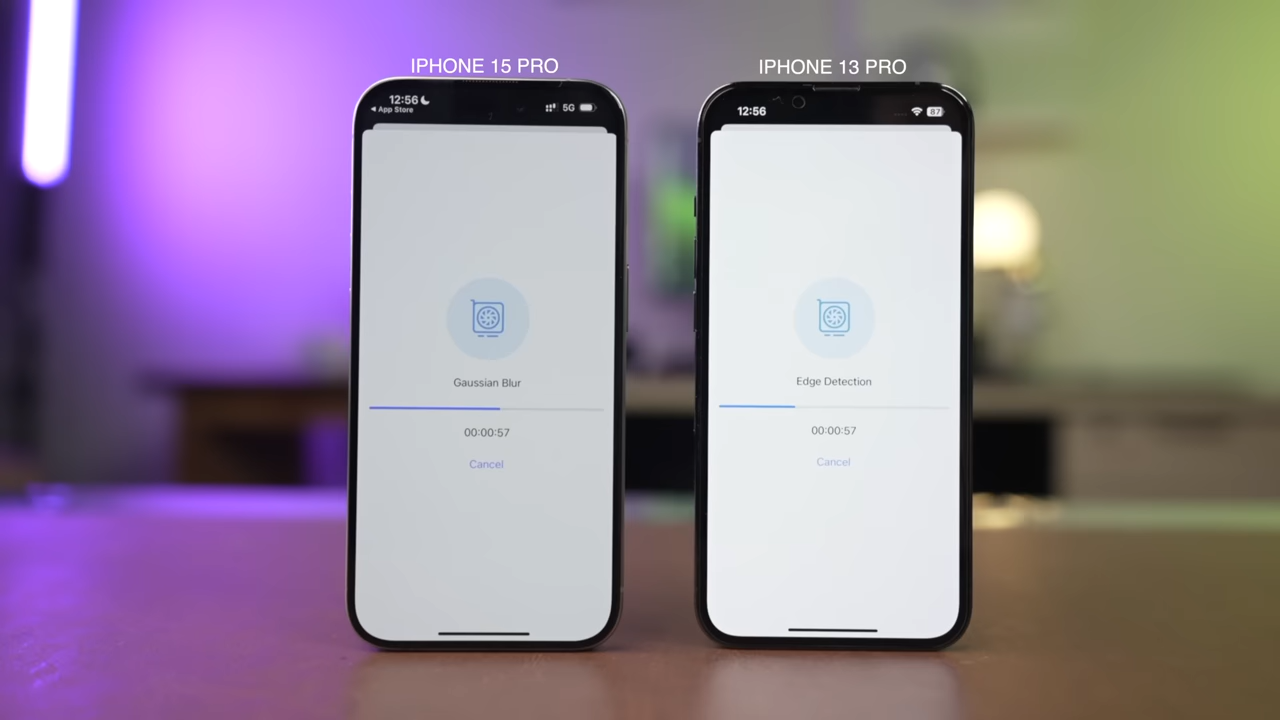 IPHONE 15 PRO
12:56
App Store
5G
Gaussian Blur
00:00:57
Cancel
IPHONE 13 PRO
12:56
87
Edge Detection
00:00:57
Cancel